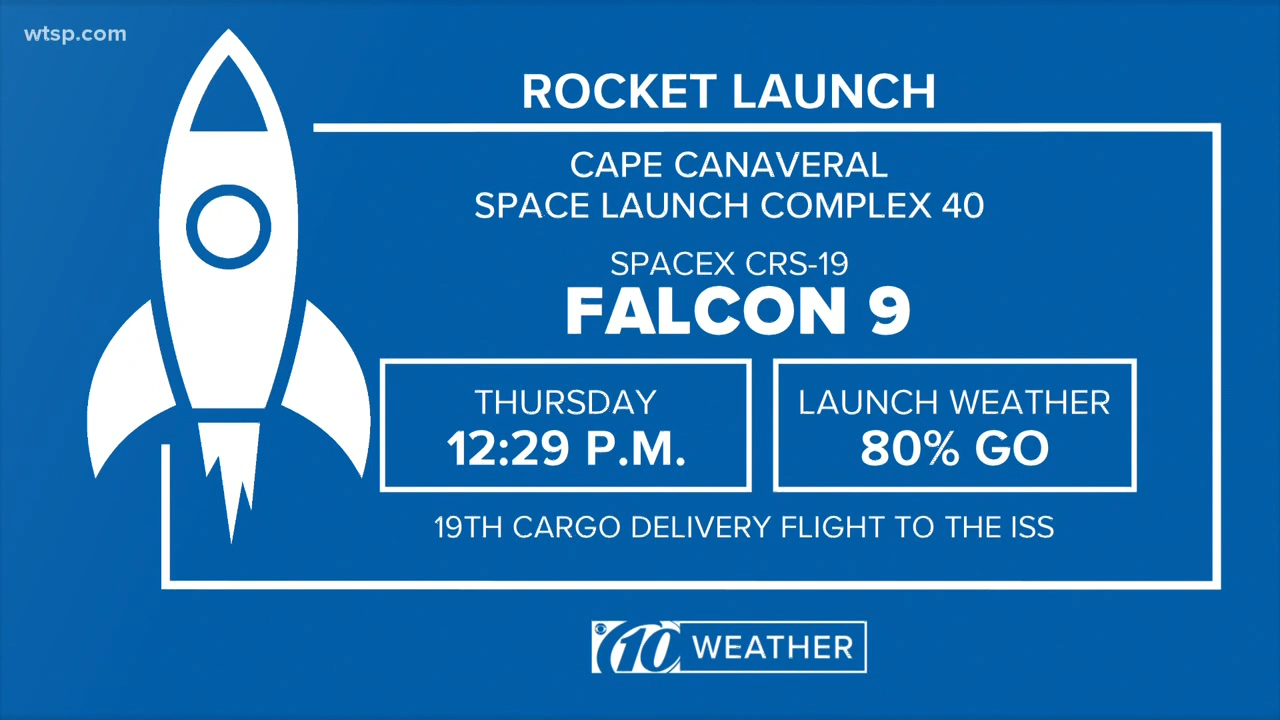 wtsp.com
ROCKET LAUNCH
CAPE CANAVERAL
SPACE LAUNCH COMPLEX 40
SPACEX CRS-19
FALCON 9
THURSDAY
12:29 P.M.
LAUNCH WEATHER
80% GO
19TH CARGO DELIVERY FLIGHT TO THE ISS
10 WEATHER